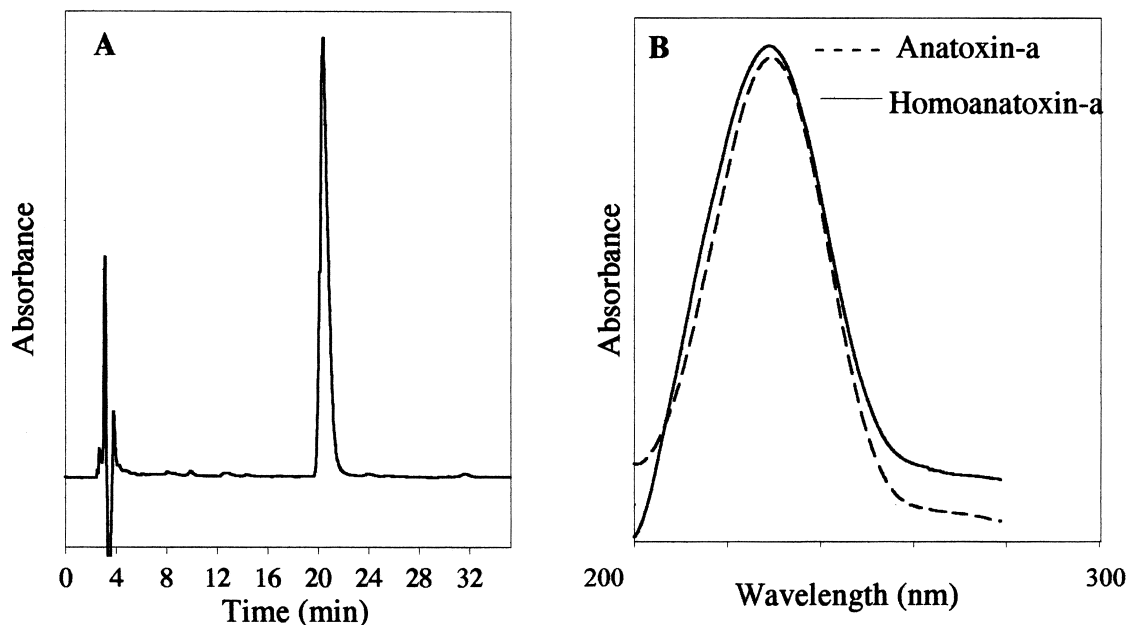 A
Absorbance
0 4 8 12 16 20 24 28 32
Time (min)
B
Anatoxin-a
Homoanatoxin-a
Absorbance
200 300
Wavelength (nm)